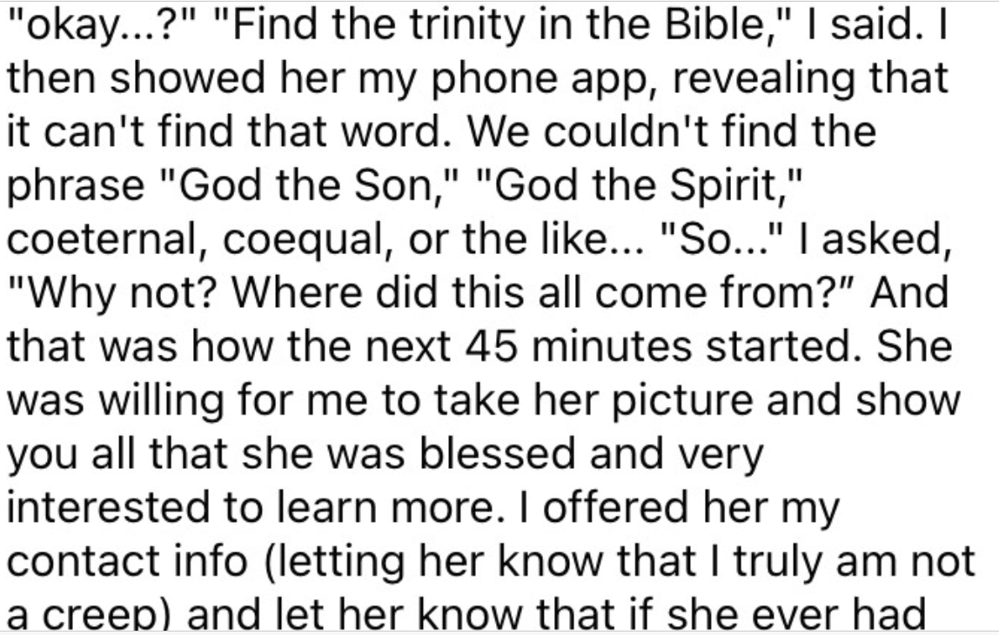 "okay...?" "Find the trinity in the Bible," I said. I
then showed her my phone app, revealing that
it can't find that word. We couldn't find the
phrase "God the Son," "God the Spirit,"
coeternal, coequal, or the like... "So..." I asked,
"Why not? Where did this all come from?” And
that was how the next 45 minutes started. She
was willing for me to take her picture and show
you all that she was blessed and very
interested to learn more. I offered her my
contact info (letting her know that I truly am not
a creep) and let her know that if she ever had